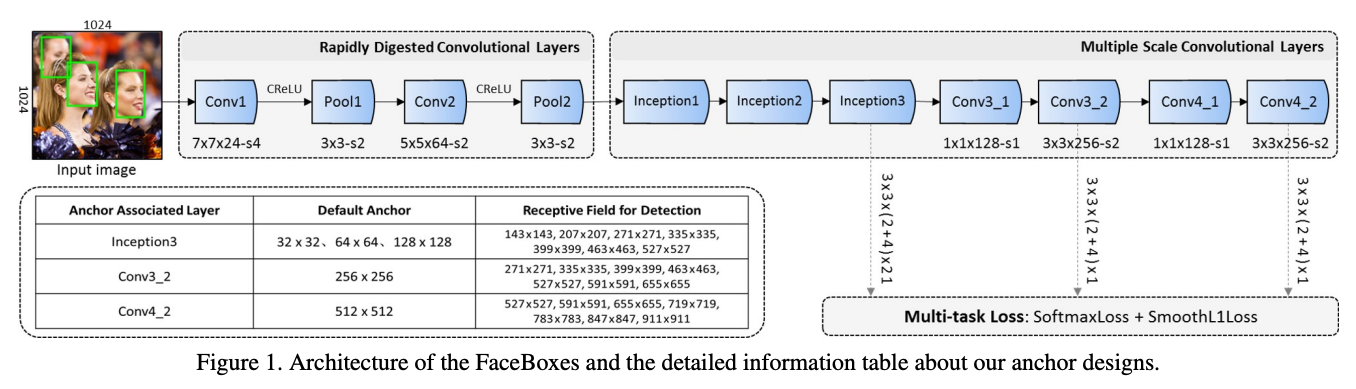 1024
1024
Input image
Rapidly Digested Convolutional Layers
Conv1
CReLU
Pool1
Conv2
CReLU
Pool2
7x7x24-s4
3x3-s2
5x5x64-s2
3x3-s2
Multiple Scale Convolutional Layers
Inception1
Inception2
Inception3
Conv3_1
Conv3_2
Conv4_1
Conv4_2
1x1x128-s1
3x3x256-s2
1x1x128-s1
3x3x256-s2
3x3x(2+4)x21
3x3x(2+4)x1
3x3x(2+4)x1
Anchor Associated Layer
Default Anchor
Receptive Field for Detection
Inception3
32 x 32、64 x 64、128 x 128
143x143, 207x207, 271x271, 335x335,
399x399, 463x463, 527x527
Conv3_2
256 x 256
271x271, 335x335, 399x399, 463x463,
527x527, 591x591, 655x655
Conv4_2
512 x 512
527x527, 591x591, 655x655, 719x719,
783x783, 847x847, 911x911
Multi-task Loss: SoftmaxLoss + SmoothL1Loss
Figure 1. Architecture of the FaceBoxes and the detailed information table about our anchor designs.